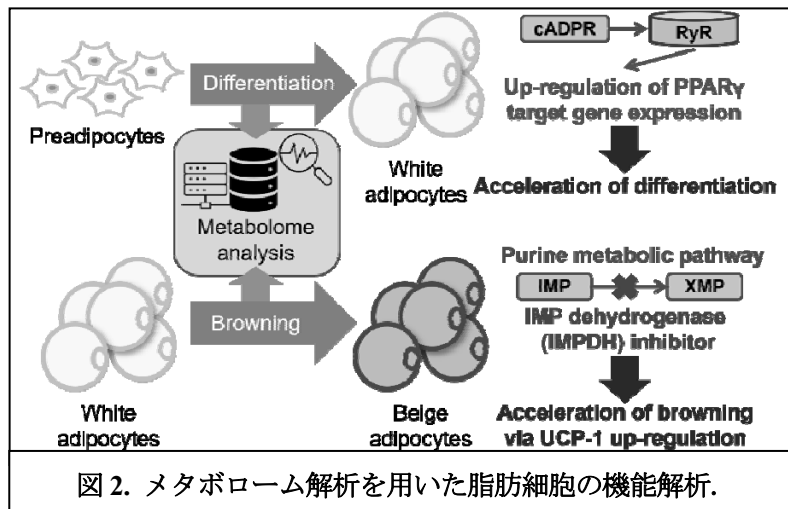 Preadipocytes
Differentiation
White
adipocytes
Metabolome
analysis
White
adipocytes
Browning
Beige
adipocytes
cADPR
RyR
Up-regulation of PPARγ
target gene expression
Acceleration of differentiation
Purine metabolic pathway
IMP
XMP
IMP dehydrogenase
(IMPDH) inhibitor
Acceleration of browning
via UCP-1 up-regulation
図 2. メタボローム解析を用いた脂肪細胞の機能解析.